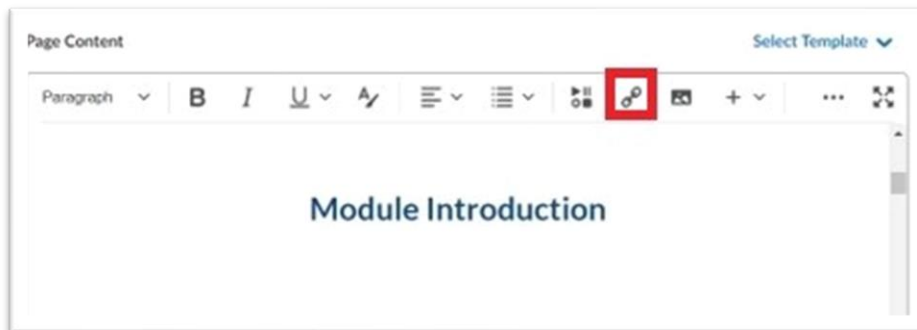 Page Content
Select Template
Paragraph B I U
Module Introduction